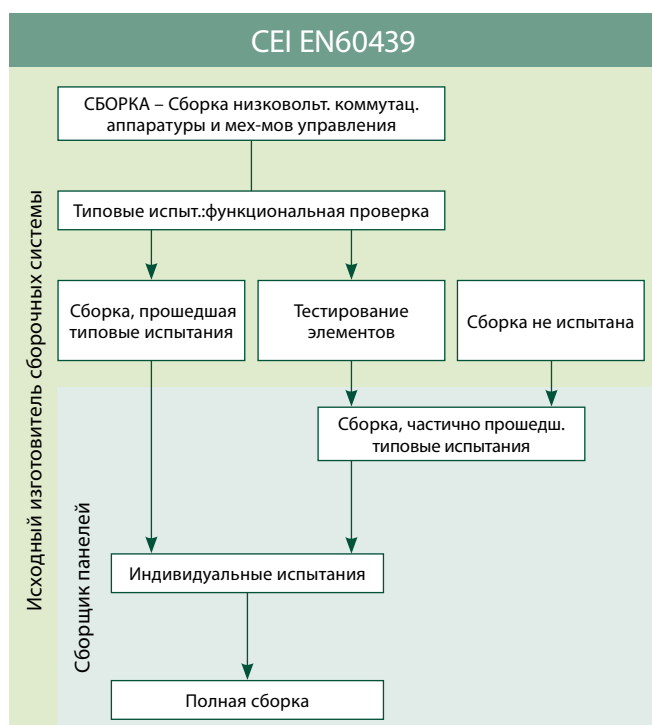 CEI EN60439
СБОРКА – Сборка низковольт. коммутац.
аппаратуры и мех-мов управления
Типовые испыт.:функциональная проверка
Сборка, прошедшая
типовые испытания
Тестирование
элементов
Сборка не испытана
Сборка, частично прошедш.
типовые испытания
Индивидуальные испытания
Полная сборка
Исходный изготовитель сборочных системы
Сборщик панелей